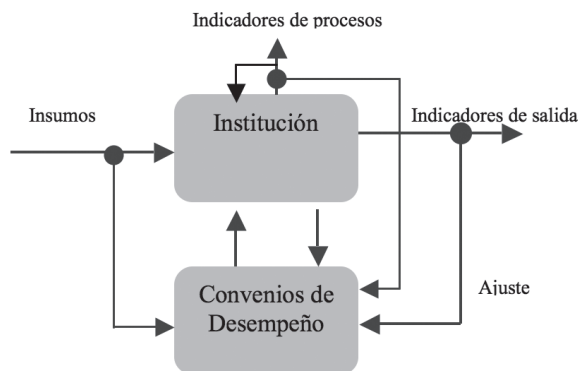 Indicadores de procesos
Insumos
Institución
Indicadores de salida
Convenios de
Desempeño
Ajuste